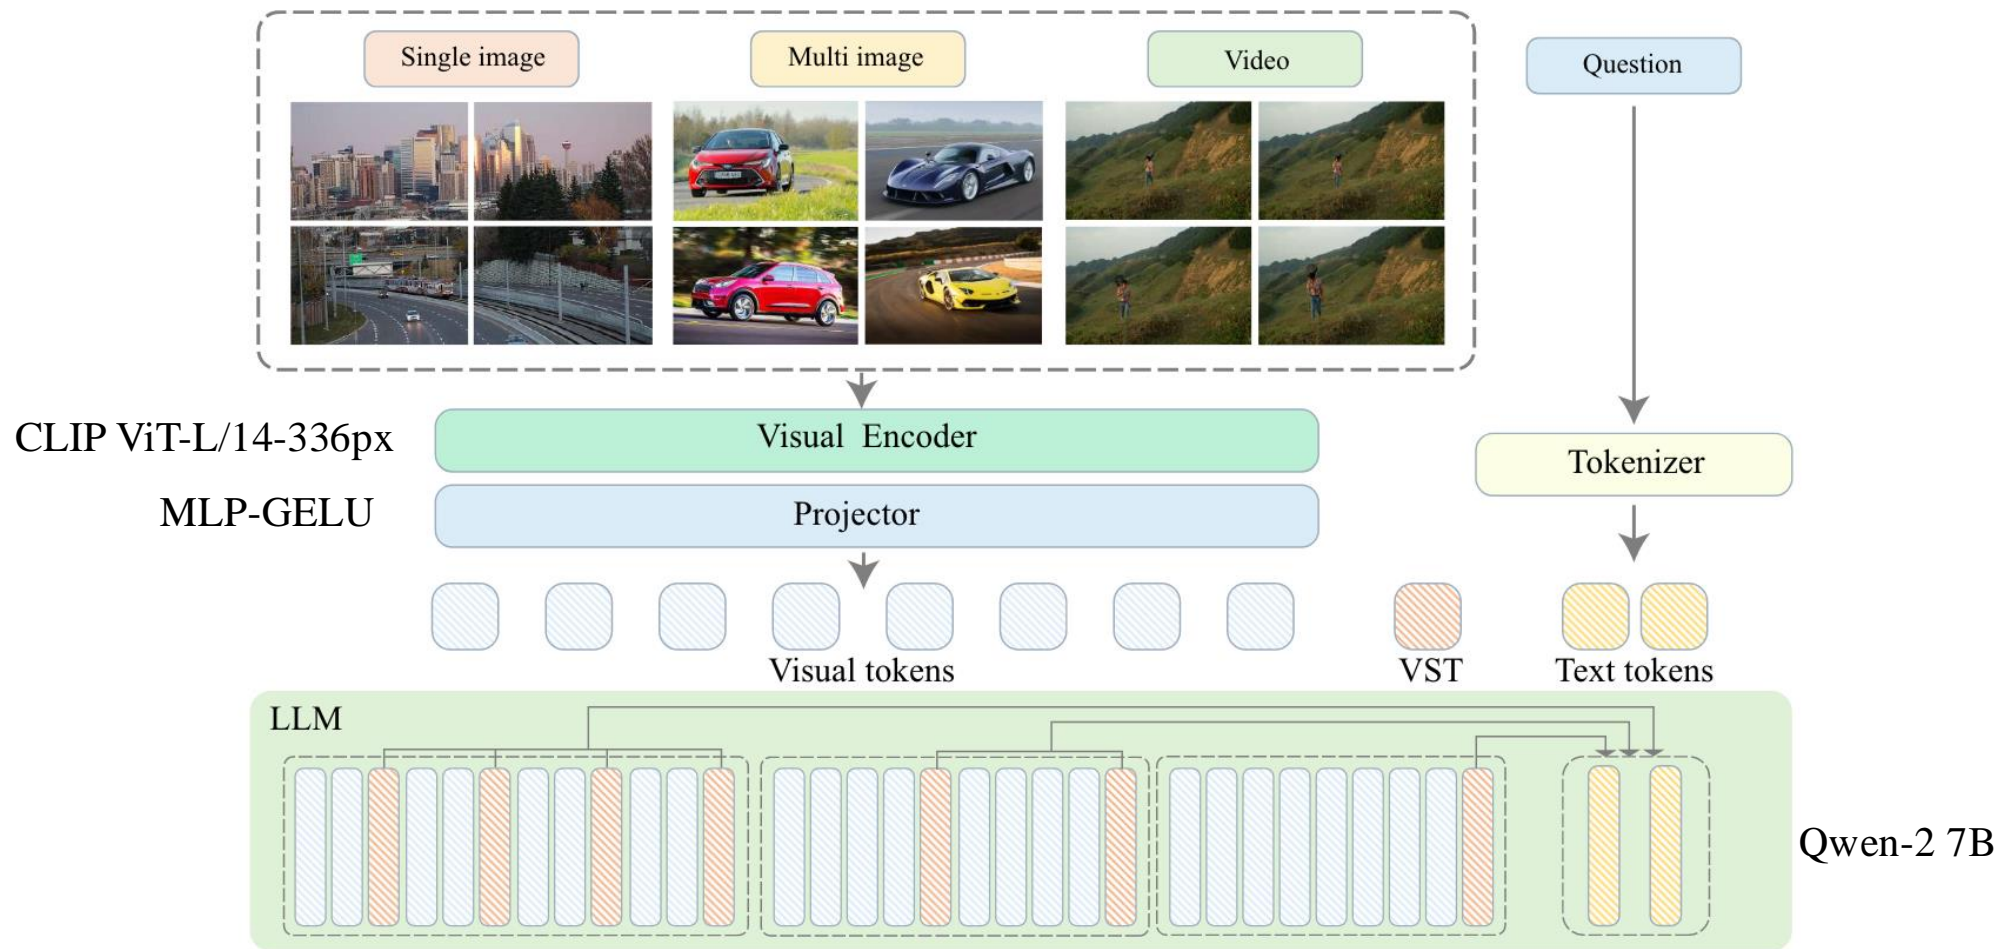 Single image
Multi image
Video
Question
CLIP ViT-L/14-336px
Visual Encoder
Tokenizer
MLP-GELU
Projector
Visual tokens
VST
Text tokens
LLM
Qwen-2 7B